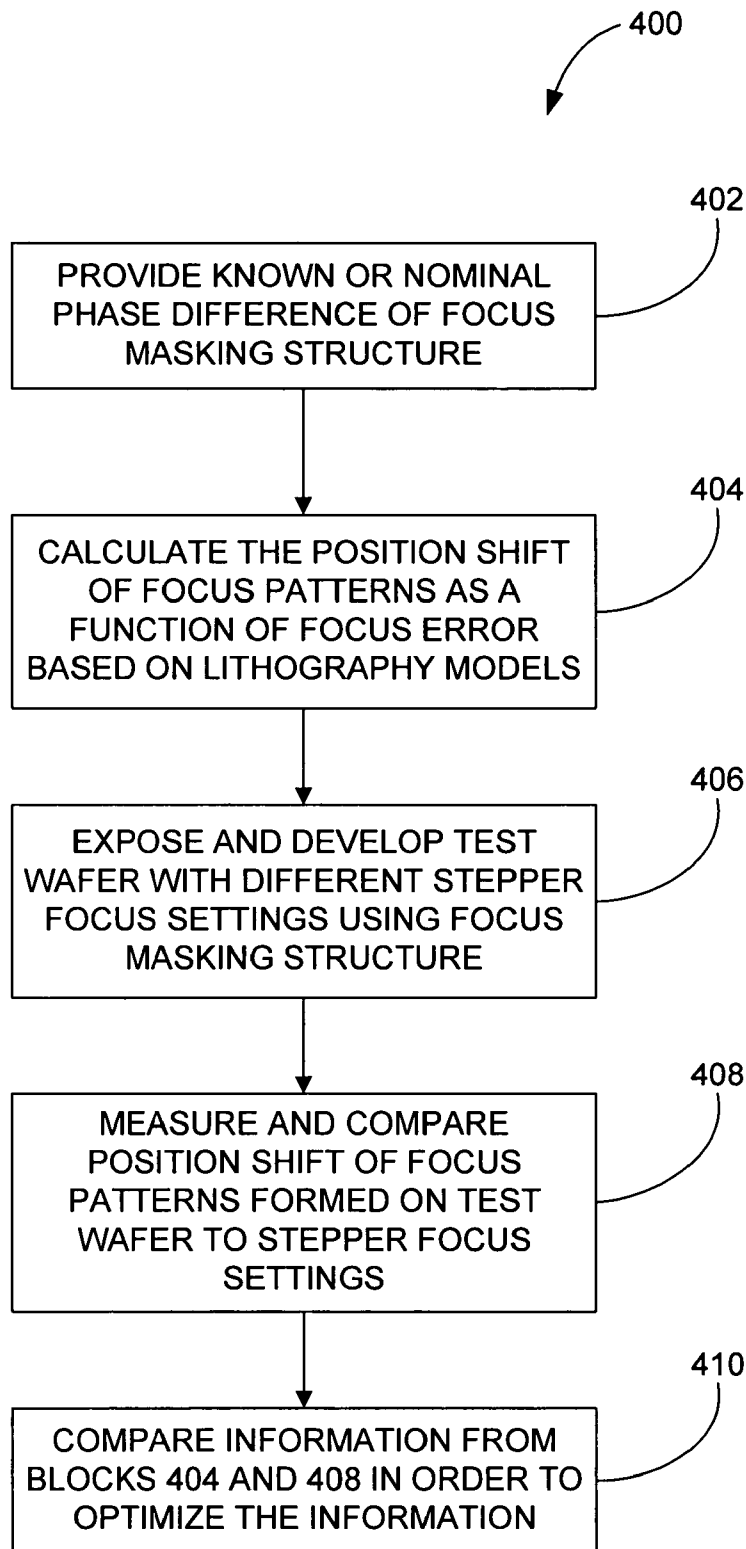 400
402
PROVIDE KNOWN OR NOMINAL
PHASE DIFFERENCE OF FOCUS
MASKING STRUCTURE
404
CALCULATE THE POSITION SHIFT
OF FOCUS PATTERNS AS A
FUNCTION OF FOCUS ERROR
BASED ON LITHOGRAPHY MODELS
406
EXPOSE AND DEVELOP TEST
WAFER WITH DIFFERENT STEPPER
FOCUS SETTINGS USING FOCUS
MASKING STRUCTURE
408
MEASURE AND COMPARE
POSITION SHIFT OF FOCUS
PATTERNS FORMED ON TEST
WAFER TO STEPPER FOCUS
SETTINGS
410
COMPARE INFORMATION FROM
BLOCKS 404 AND 408 IN ORDER TO
OPTIMIZE THE INFORMATION